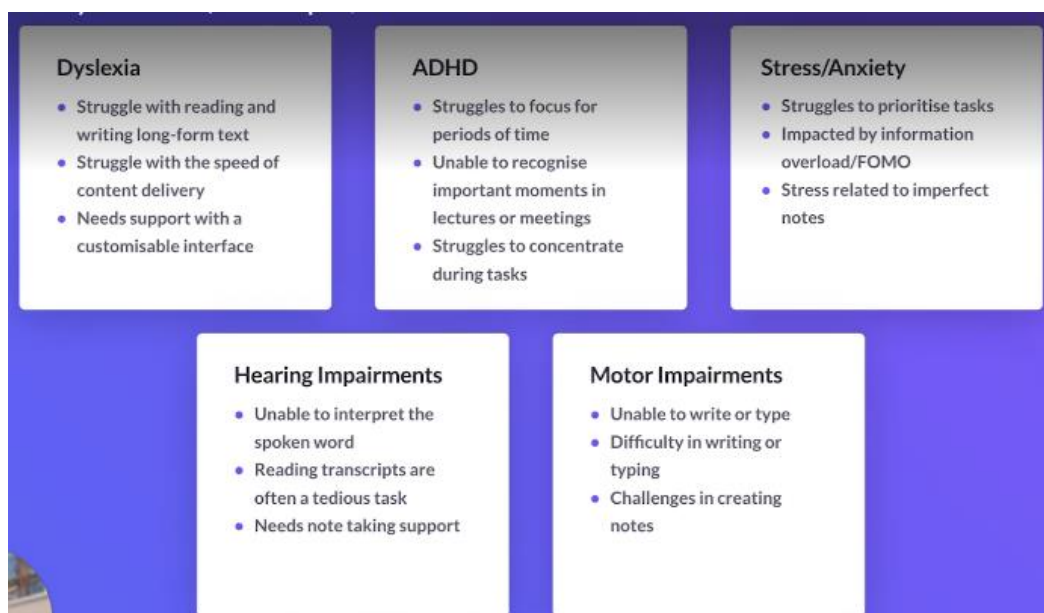 Dyslexia
Struggle with reading and
writing long-form text
Struggle with the speed of
content delivery
Needs support with a
customisable interface
ADHD
Struggles to focus for
periods of time
Unable to recognise
important moments in
lectures or meetings
Struggles to concentrate
during tasks
Stress/Anxiety
Struggles to prioritise tasks
Impacted by information
overload/FOMO
Stress related to imperfect
notes
Hearing Impairments
Unable to interpret the
spoken word
Reading transcripts are
often a tedious task
Needs note taking support
Motor Impairments
Unable to write or type
Difficulty in writing or
typing
Challenges in creating
notes